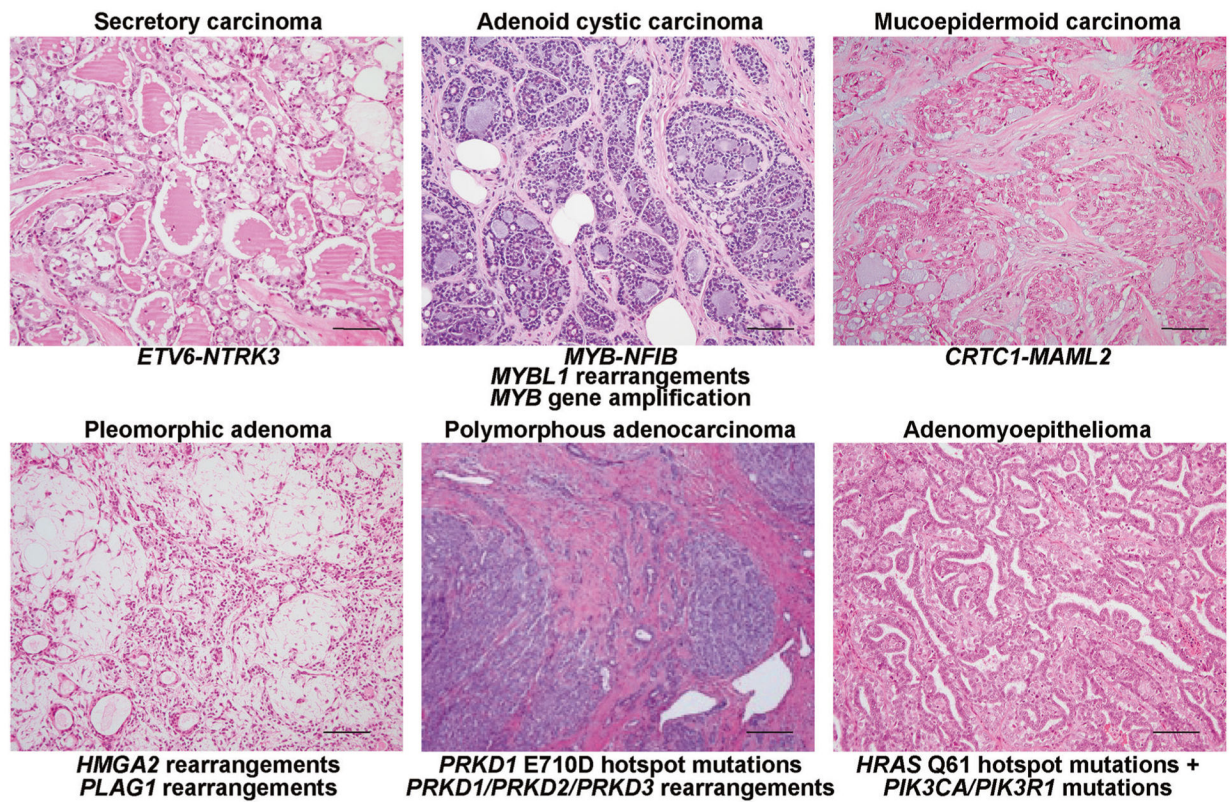 Secretory carcinoma
Adenoid cystic carcinoma
Mucoepidermoid carcinoma
ETV6-NTRK3
MYB-NFIB
MYBL1 rearrangements
MYB gene amplification
CRTC1-MAML2
Pleomorphic adenoma
Polymorphous adenocarcinoma
Adenomyoepithelioma
HMGA2 rearrangements
PLAG1 rearrangements
PRKD1 E710D hotspot mutations
PRKD1/PRKD2/PRKD3 rearrangements
HRAS Q61 hotspot mutations +
PIK3CA/PIK3R1 mutations